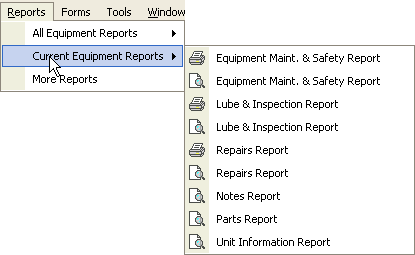 Reports Forms Tools Window
All Equipment Reports
Current Equipment Reports
More Reports
Equipment Maint. & Safety Report
Equipment Maint. & Safety Report
Lube & Inspection Report
Lube & Inspection Report
Repairs Report
Repairs Report
Notes Report
Parts Report
Unit Information Report